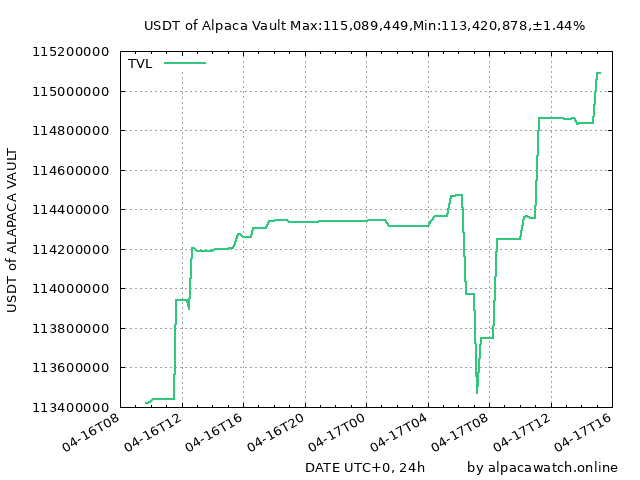 USDT of Alpaca Vault Max:115,089,449,Min:113,420,878,±1.44%
TVL
115200000
115000000
114800000
114600000
114400000
114200000
114000000
113800000
113600000
113400000
USDT of ALAPACA VAULT
04-16T08
04-16T12
04-16T16
04-16T20
04-17T00
04-17T04
04-17T08
04-17T12
04-17T16
DATE UTC+0, 24h
by alpacawatch.online